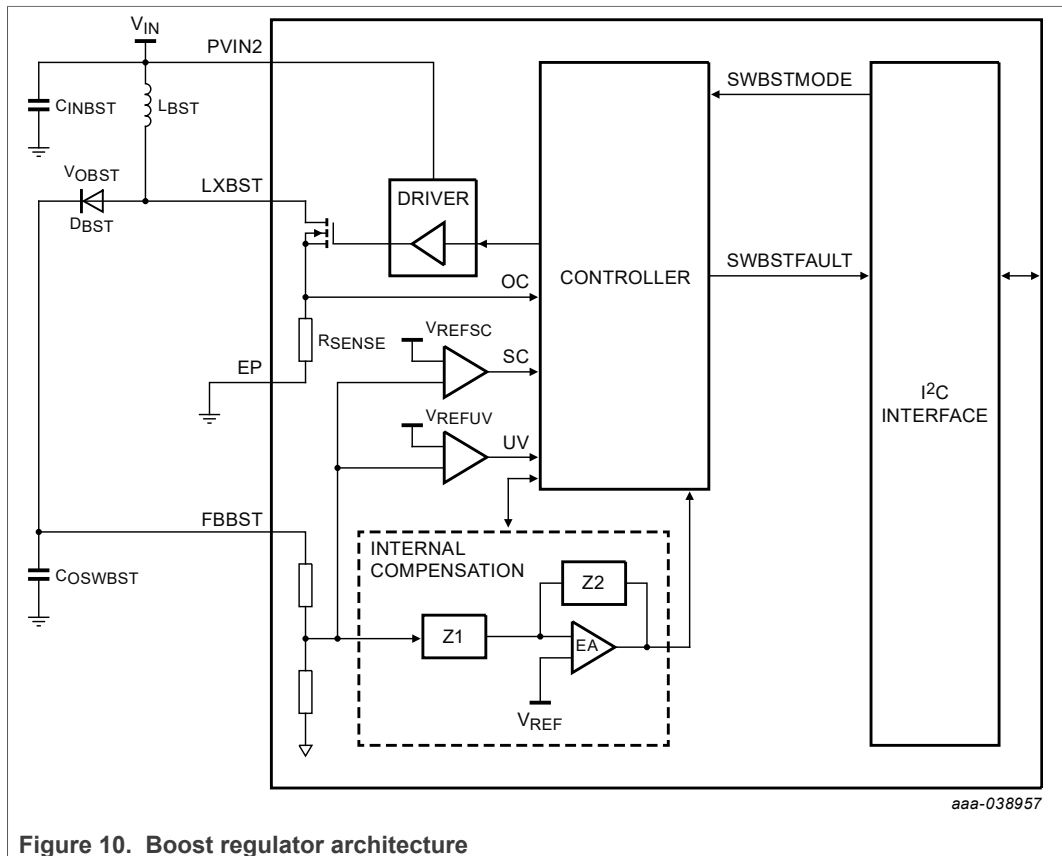 VIN
PVIN2
CINBST
LBST
VOBST
DBST
LXBST
DRIVER
CONTROLLER
SWBSTMODE
SWBSTFAULT
I2C
INTERFACE
OC
RSENSE
EP
VREFSC
SC
VREFUV
UV
FBBST
COSWBST
INTERNAL
COMPENSATION
Z1
Z2
EA
VREF
aaa-038957
Figure 10. Boost regulator architecture